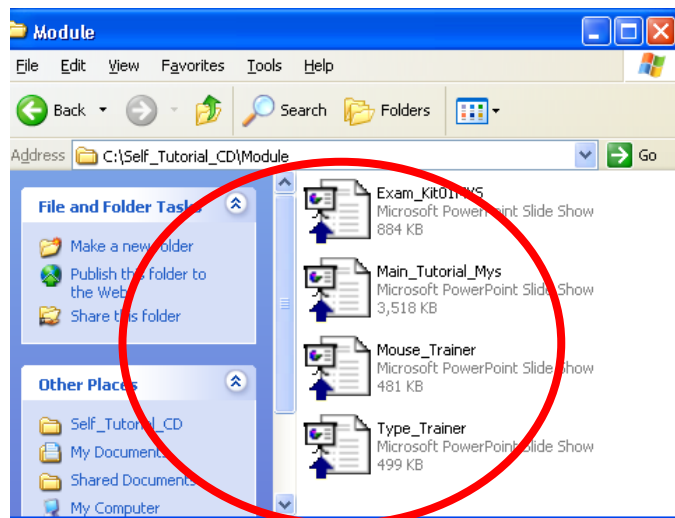 Module
File Edit View Favorites Tools Help
Back Search Folders
Address C:\Self_Tutorial_CD\Module Go
File and Folder Tasks
Make a new folder
Publish this folder to
the Web
Share this folder
Other Places
Self_Tutorial_CD
My Documents
Shared Documents
My Computer
Exam_Kit01MYS
Microsoft PowerPoint Slide Show
884 KB
Main_Tutorial_Mys
Microsoft PowerPoint Slide Show
3,518 KB
Mouse_Trainer
Microsoft PowerPoint Slide Show
481 KB
Type_Trainer
Microsoft PowerPoint Slide Show
499 KB